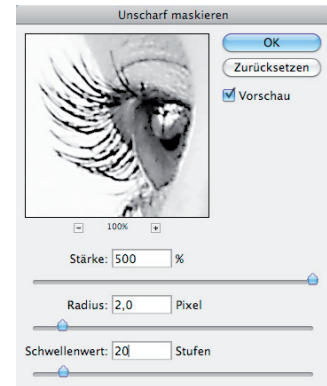 Unscharf maskieren
OK
Zurücksetzen
Vorschau
100%
Stärke: 500 %
Radius: 2,0 Pixel
Schwellenwert: 20 Stufen